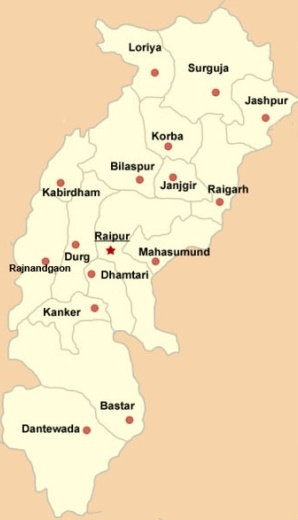 Loriya
Surguja
Jashpur
Korba
Bilaspur
Janjgir
Raigarh
Kabirdham
Raipur
Durg
Mahasumund
Rajnandgaon
Dhamtari
Kanker
Bastar
Dantewada